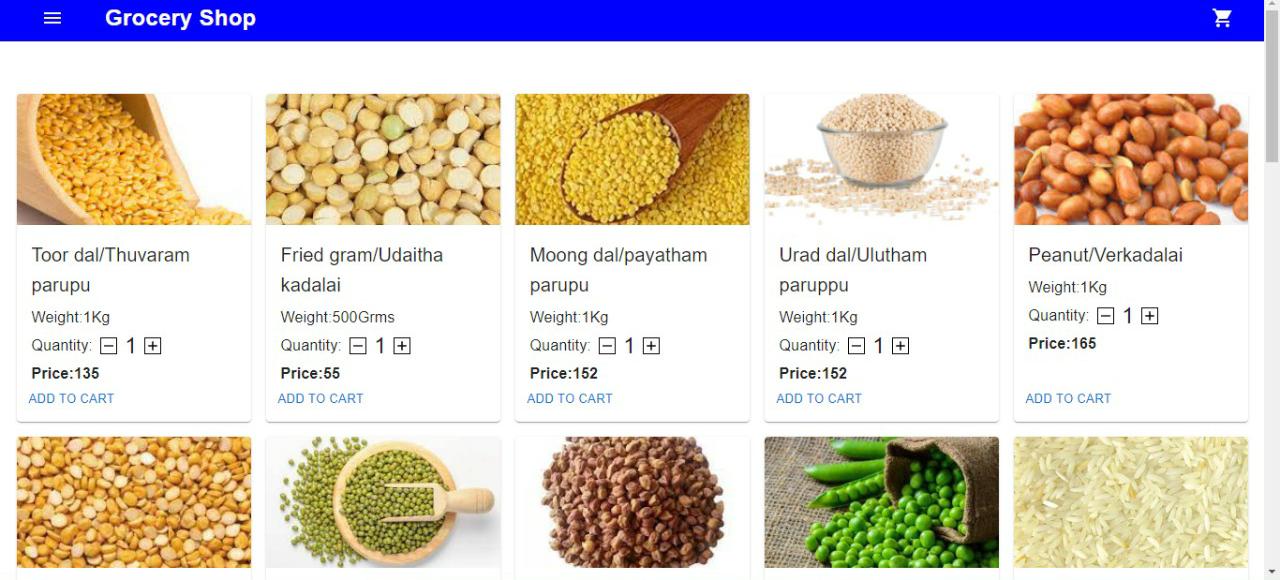 Grocery Shop
Toor dal/Thuvaram
parupu
Weight:1Kg
Quantity: 1
Price:135
ADD TO CART
Fried gram/Udaitha
kadalai
Weight:500Grms
Quantity: 1
Price:55
ADD TO CART
Moong dal/payatham
parupu
Weight:1Kg
Quantity: 1
Price:152
ADD TO CART
Urad dal/Ulutham
paruppu
Weight:1Kg
Quantity: 1
Price:152
ADD TO CART
Peanut/Verkadalai
Weight:1Kg
Quantity: 1
Price:165
ADD TO CART